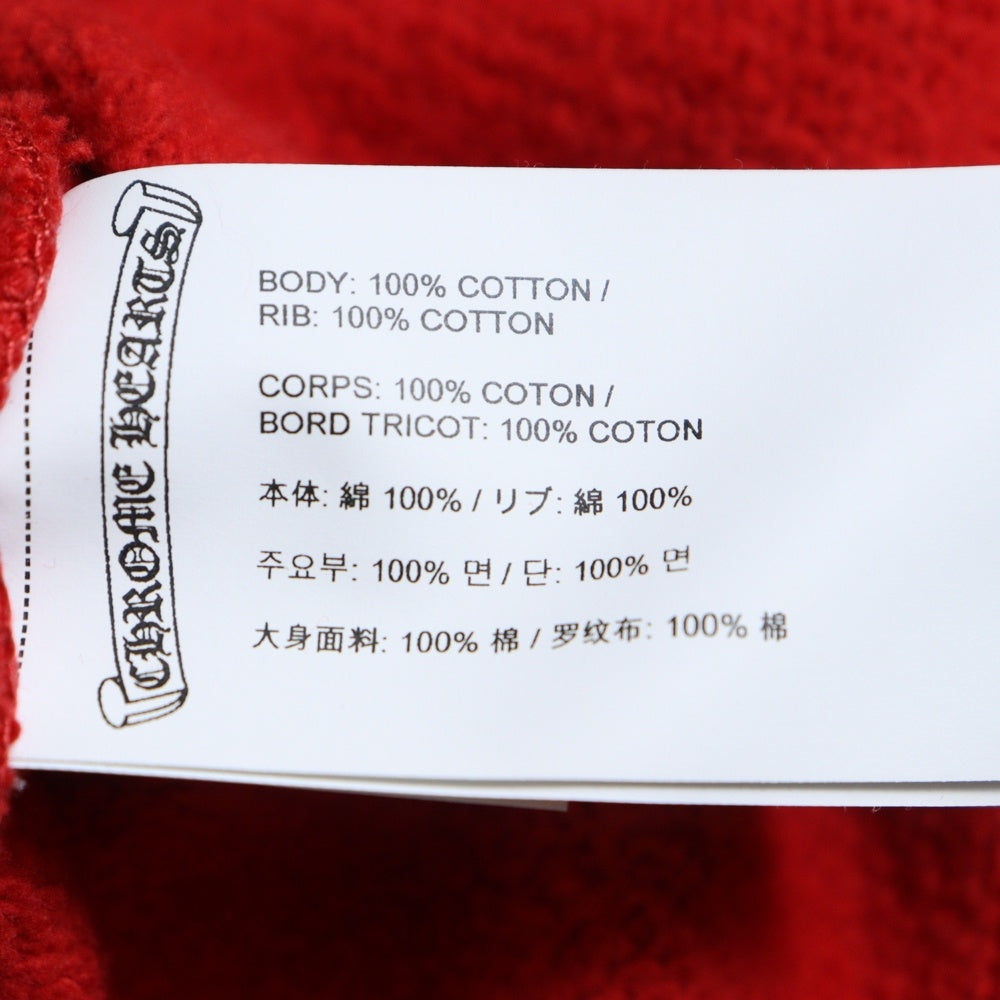 CHROME HEARTS
BODY: 100% COTTON /
RIB: 100% COTTON
CORPS: 100% COTON /
BORD TRICOT: 100% COTON
本体: 綿 100% / リブ: 綿 100%
주요부: 100% 면 / 단: 100% 면
大身面料: 100% 棉 / 罗纹布: 100% 棉